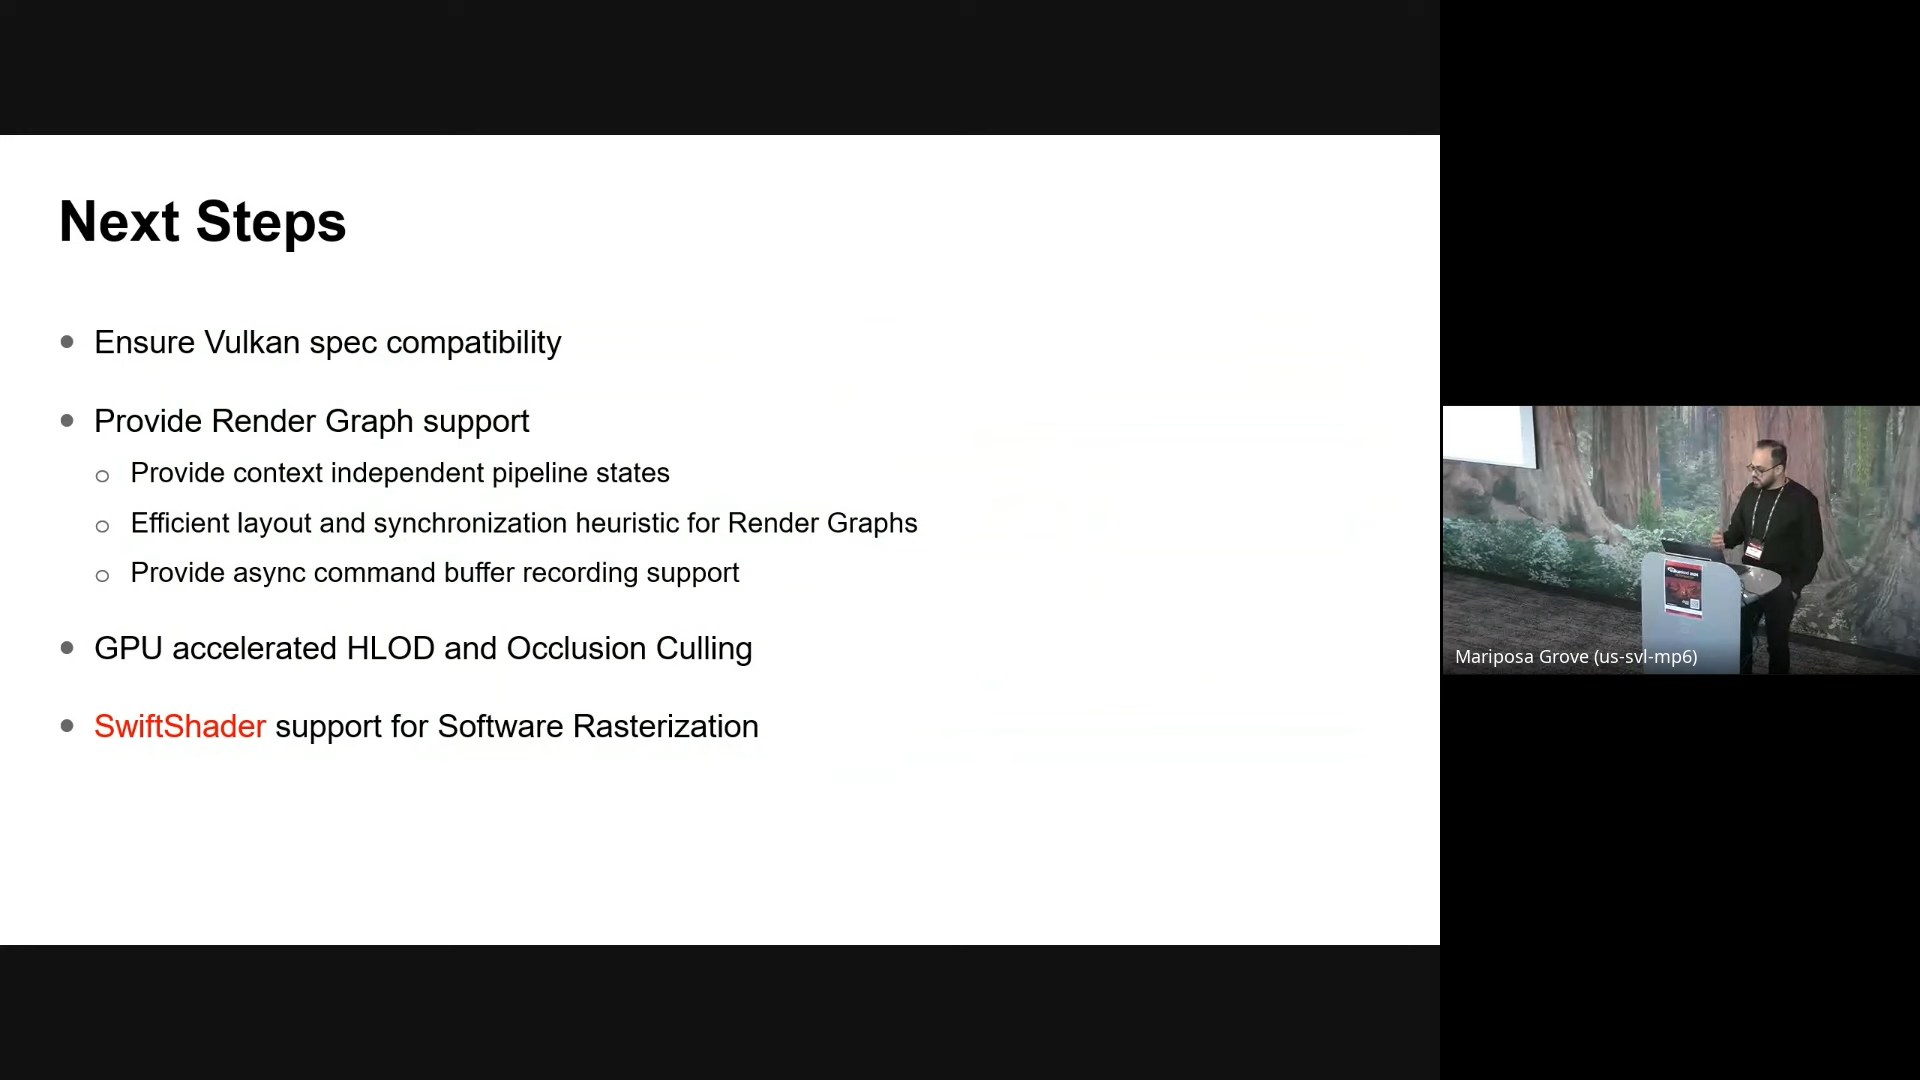 Next Steps
Ensure Vulkan spec compatibility
Provide Render Graph support
Provide context independent pipeline states
Efficient layout and synchronization heuristic for Render Graphs
Provide async command buffer recording support
GPU accelerated HLOD and Occlusion Culling
SwiftShader support for Software Rasterization
Mariposa Grove (us-svl-mp6)